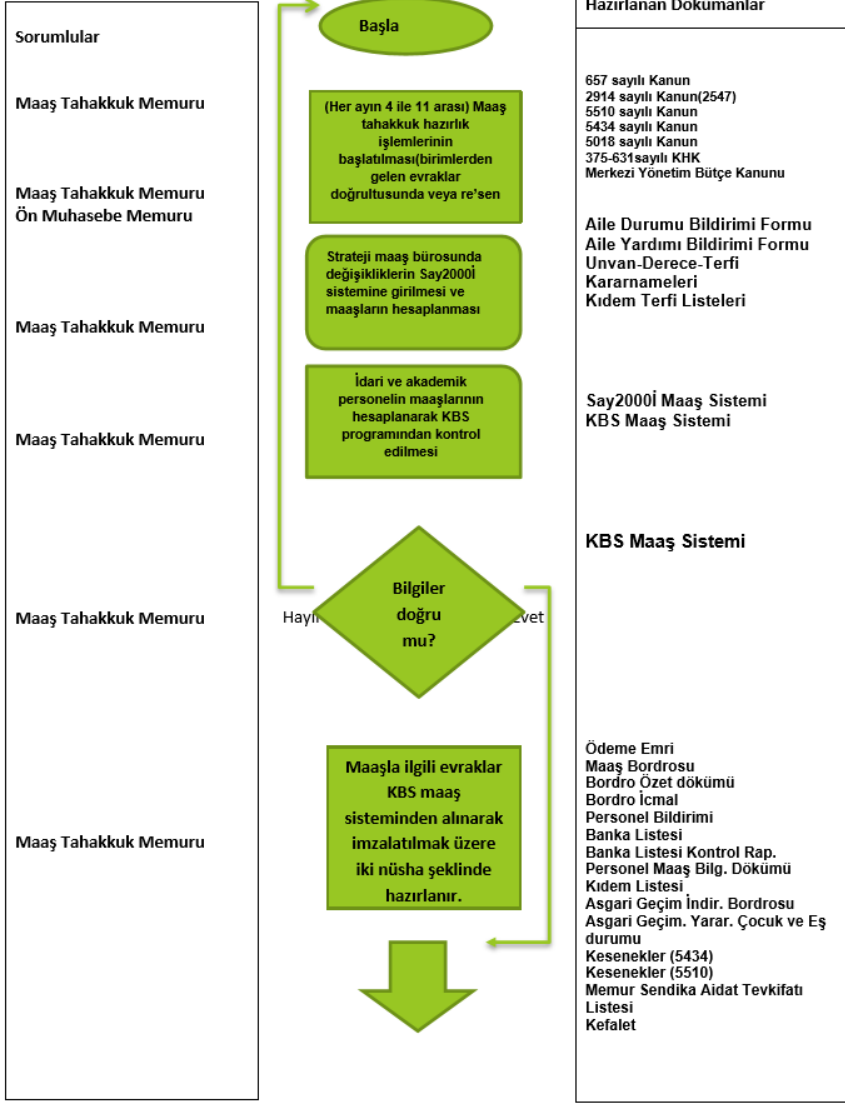 Sorumlular
Maaş Tahakkuk Memuru
Maaş Tahakkuk Memuru
Ön Muhasebe Memuru
Maaş Tahakkuk Memuru
Maaş Tahakkuk Memuru
Maaş Tahakkuk Memuru
Maaş Tahakkuk Memuru
Başla
(Her ayın 4 ile 11 arası) Maaş
tahakkuk hazırlık
işlemlerinin
başlatılması(birimlerden
gelen evraklar
doğrultusunda veya re'sen
Strateji maaş bürosunda
değişikliklerin Say2000İ
sistemine girilmesi ve
maaşların hesaplanması
İdari ve akademik
personelin maaşlarının
hesaplanarak KBS
programından kontrol
edilmesi
Bilgiler
doğru
mu?
Maaşla ilgili evraklar
KBS maaş
sisteminden alınarak
imzalatılmak üzere
iki nüsha şeklinde
hazırlanır.
Hazırlanan Dokümanlar
657 sayılı Kanun
2914 sayılı Kanun(2547)
5510 sayılı Kanun
5434 sayılı Kanun
5018 sayılı Kanun
375-631sayılı KHK
Merkezi Yönetim Bütçe Kanunu
Aile Durumu Bildirimi Formu
Aile Yardımı Bildirimi Formu
Unvan-Derece-Terfi
Kararnameleri
Kıdem Terfi Listeleri
Say2000İ Maaş Sistemi
KBS Maaş Sistemi
KBS Maaş Sistemi
Ödeme Emri
Maaş Bordrosu
Bordro Özet dökümü
Bordro İcmal
Personel Bildirimi
Banka Listesi
Banka Listesi Kontrol Rap.
Personel Maaş Bilg. Dökümü
Kıdem Listesi
Asgari Geçim İndir. Bordrosu
Asgari Geçim. Yarar. Çocuk ve Eş
durumu
Kesenekler (5434)
Kesenekler (5510)
Memur Sendika Aidat Tevkifatı
Listesi
Kefalet